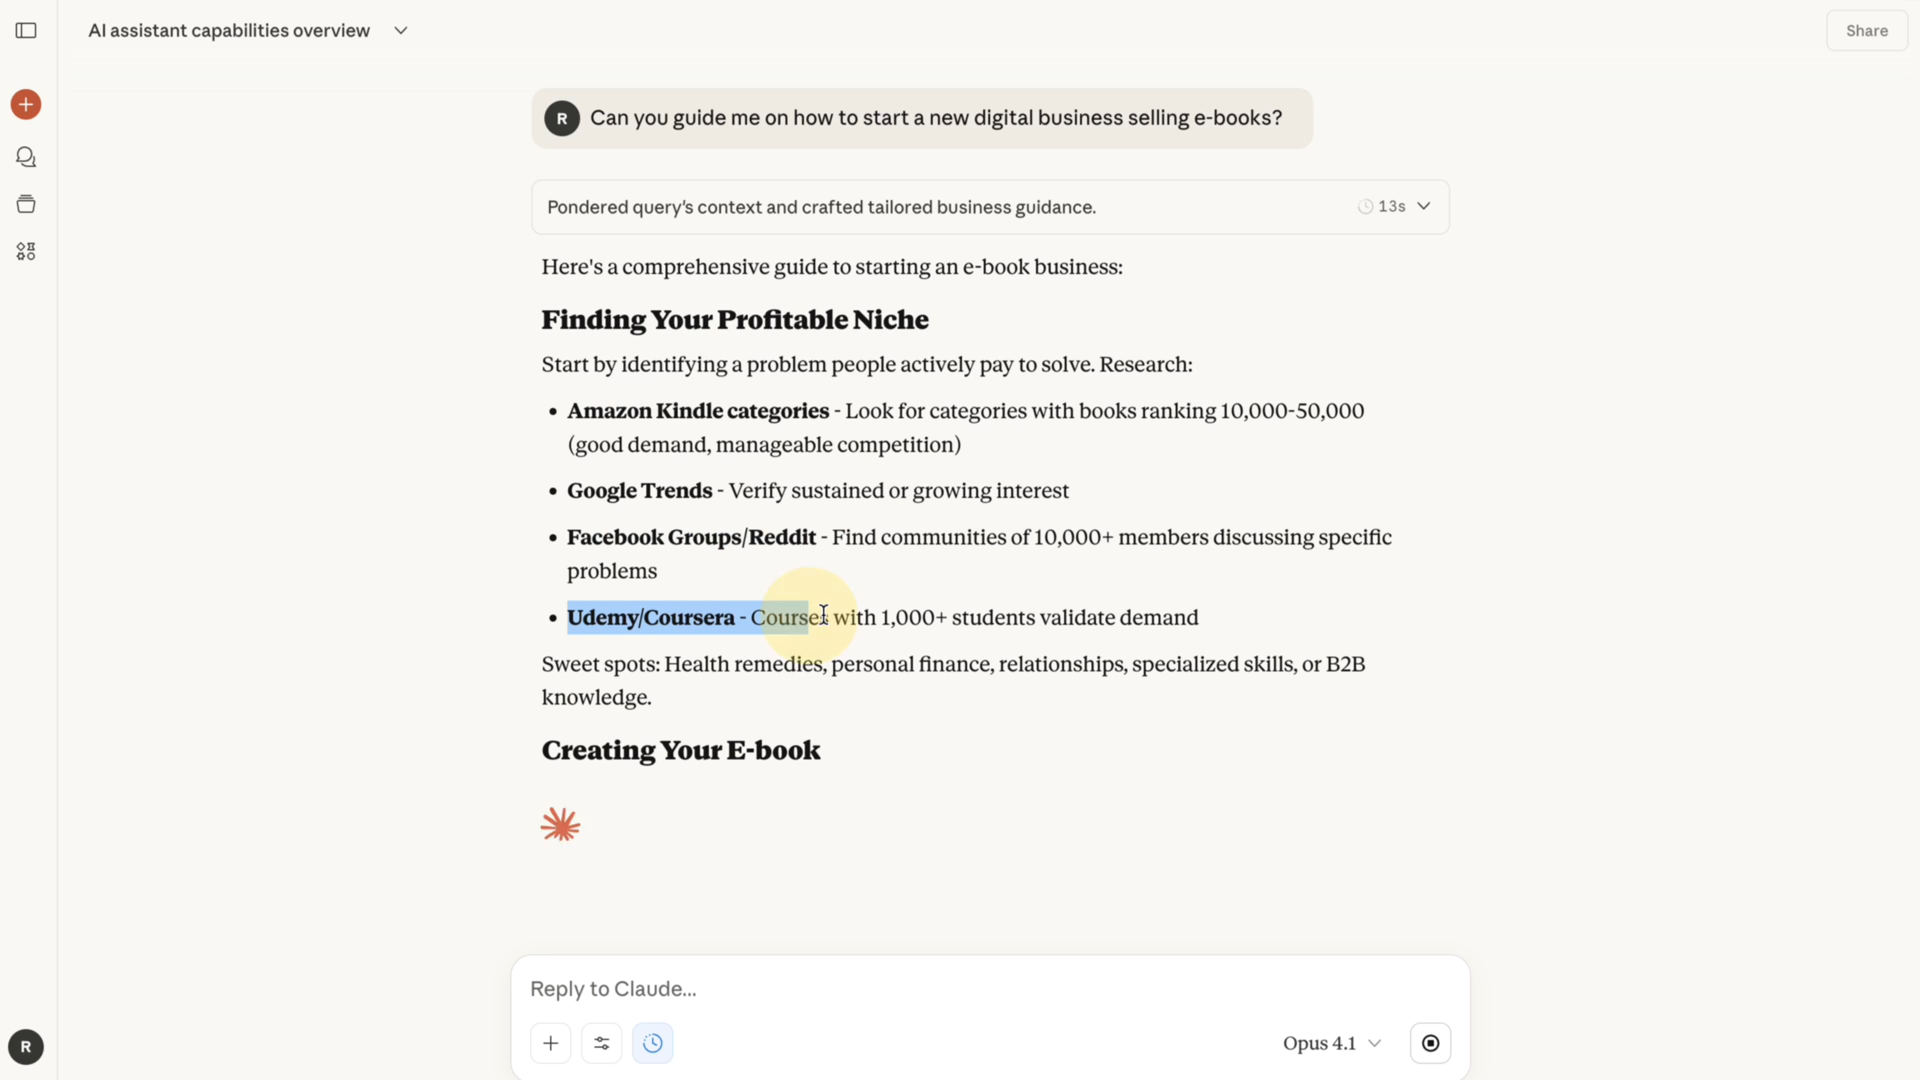 AI assistant capabilities overview
Share
R
Can you guide me on how to start a new digital business selling e-books?
Pondered query's context and crafted tailored business guidance.
13s
Here's a comprehensive guide to starting an e-book business:
Finding Your Profitable Niche
Start by identifying a problem people actively pay to solve. Research:
• Amazon Kindle categories - Look for categories with books ranking 10,000-50,000
(good demand, manageable competition)
• Google Trends - Verify sustained or growing interest
• Facebook Groups/Reddit - Find communities of 10,000+ members discussing specific
problems
• Udemy/Coursera - Courses with 1,000+ students validate demand
Sweet spots: Health remedies, personal finance, relationships, specialized skills, or B2B
knowledge.
Creating Your E-book
Reply to Claude...
Opus 4.1
R